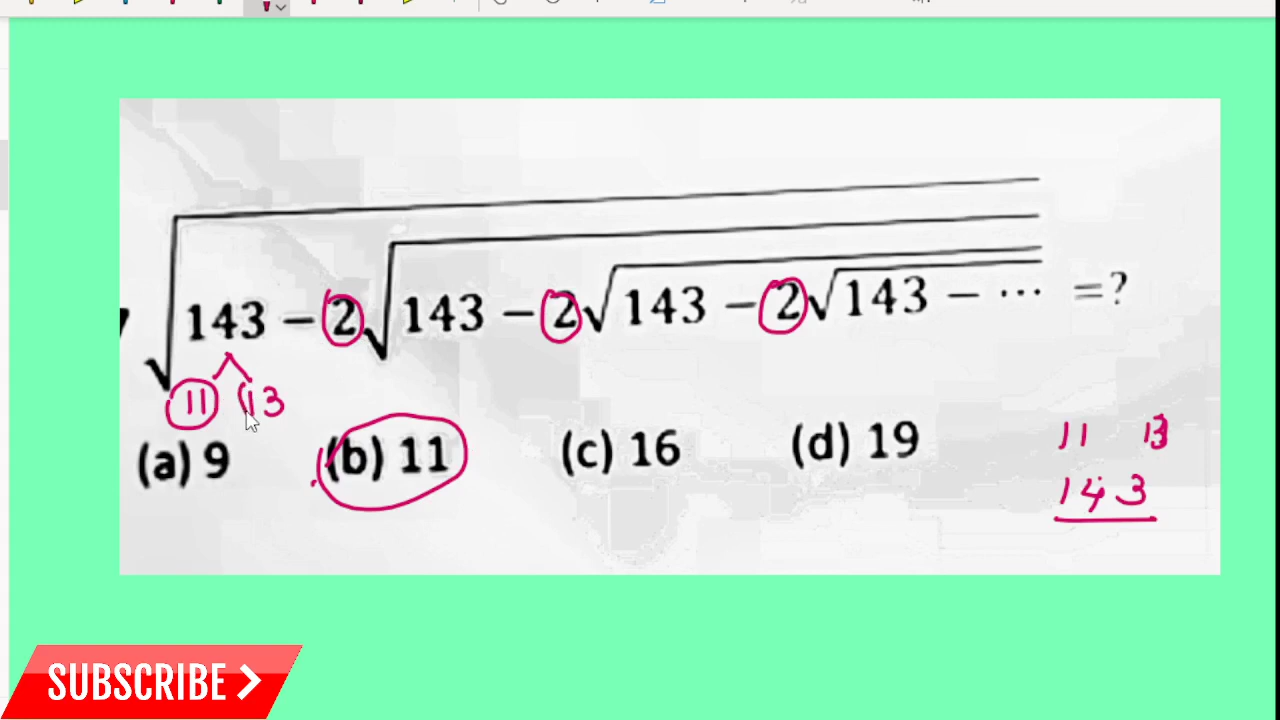 √143 − 2√143 − 2√143 − 2√143 − ··· =?
11 13
(a) 9 (b) 11 (c) 16 (d) 19
11 13
143
SUBSCRIBE